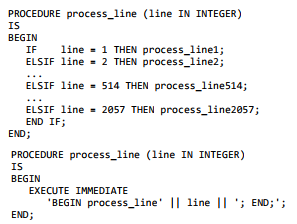 PROCEDURE process_line (line IN INTEGER)
IS
BEGIN
IF line = 1 THEN process_line1;
ELSIF line = 2 THEN process_line2;
...
ELSIF line = 514 THEN process_line514;
...
ELSIF line = 2057 THEN process_line2057;
END IF;
END;
PROCEDURE process_line (line IN INTEGER)
IS
BEGIN
EXECUTE IMMEDIATE
'BEGIN process_line' || line || '; END;';
END;